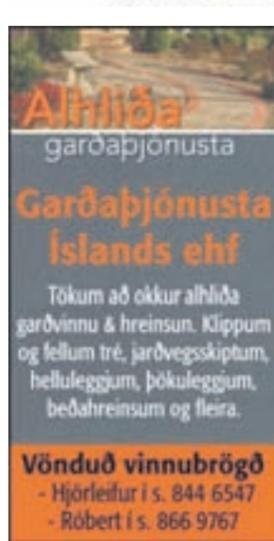 Alhliða
garðaþjónusta
Garðaþjónusta
Íslands ehf
Tökum að okkur alhliða
garðvinnu & hreinsun. Klippum
og fellum tré, jarðvegsskiptum,
helluleggjum, þökuleggjum,
beðahreinsum og fleira.
Vönduð vinnubrögð
- Hjörleifur í s. 844 6547
- Róbert í s. 866 9767